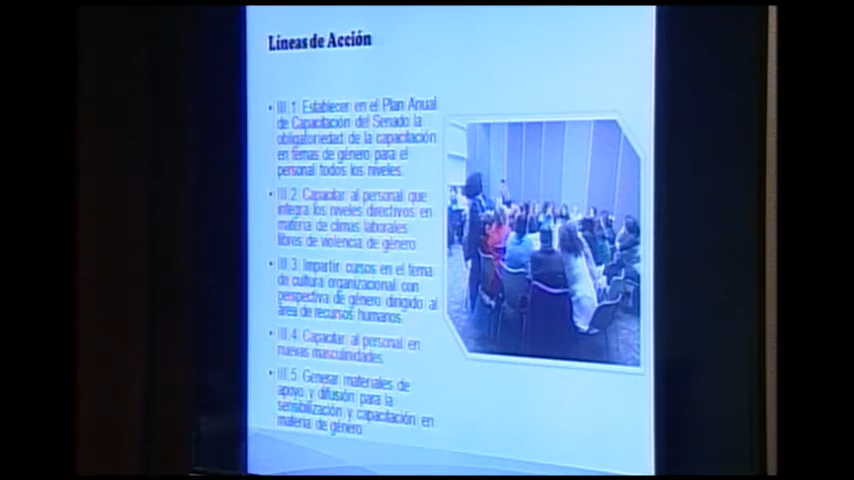 Líneas de Acción
• III.1. Establecer en el Plan Anual
de Capacitación del Senado la
obligatoriedad de la capacitación
en temas de género para el
personal todos los niveles.
• III.2. Capacitar al personal que
integra los niveles directivos en
materia de climas laborales
libres de violencia de género
• III.3. Impartir cursos en el tema
de cultura organizacional con
perspectiva de género dirigido al
área de recursos humanos.
• III.4. Capacitar al personal en
nuevas masculinidades.
• III.5. Generar materiales de
apoyo y difusión para la
sensibilización y capacitación en
materia de género.